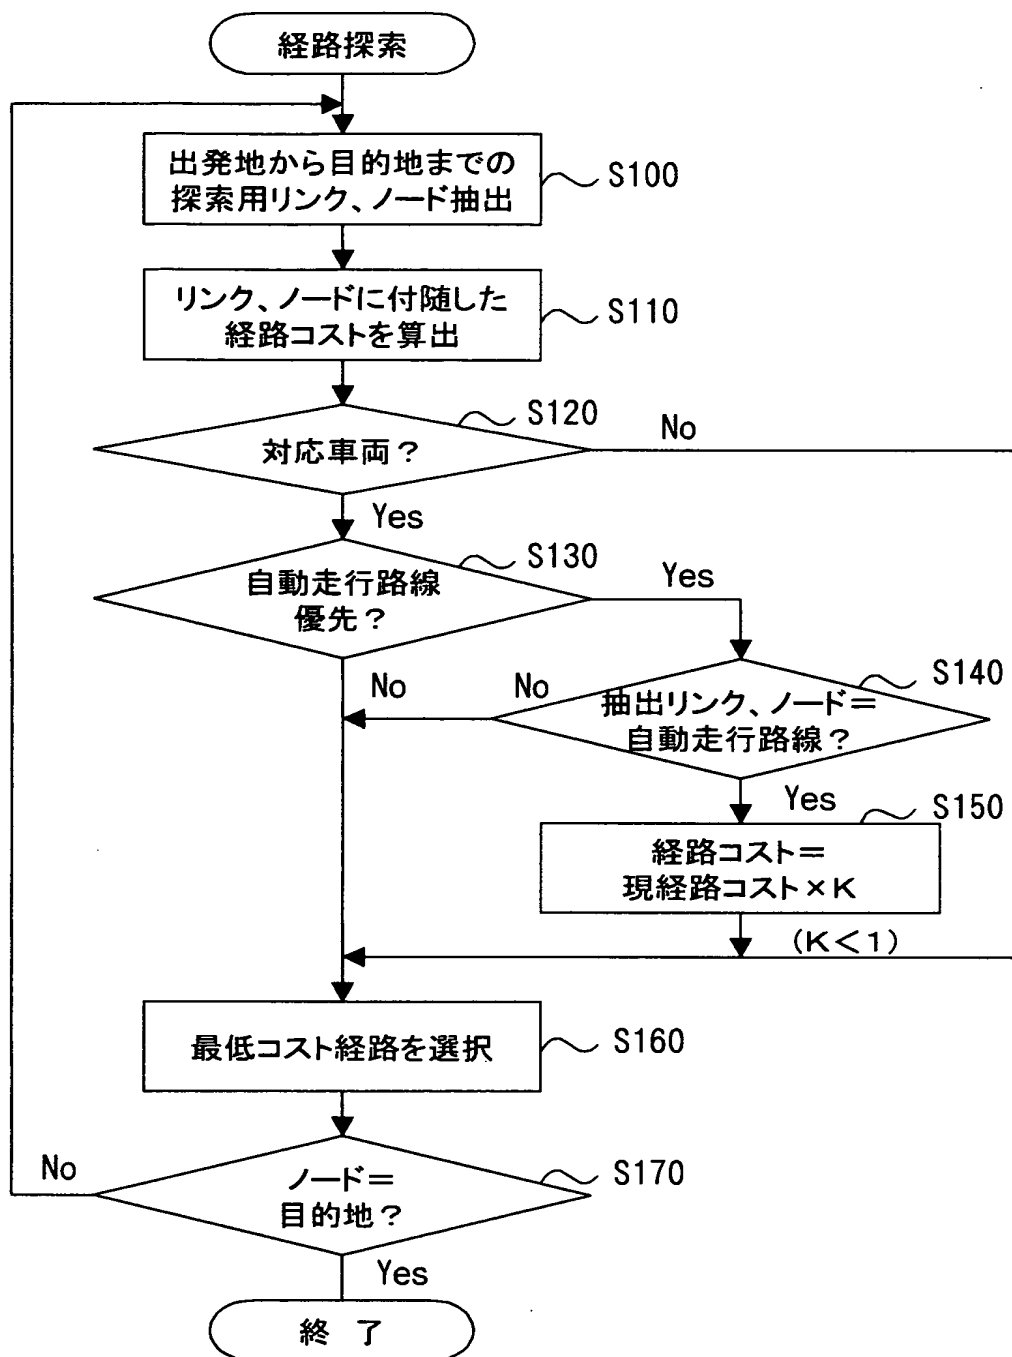 経路探索
出発地から目的地までの
探索用リンク、ノード抽出
S100
リンク、ノードに付随した
経路コストを算出
S110
S120
対応車両?
No
Yes
S130
自動走行路線
優先?
Yes
No
No
S140
抽出リンク、ノード=
自動走行路線?
Yes
S150
経路コスト=
現経路コスト×K
(K<1)
最低コスト経路を選択
S160
No
ノード=
目的地?
S170
Yes
終 了